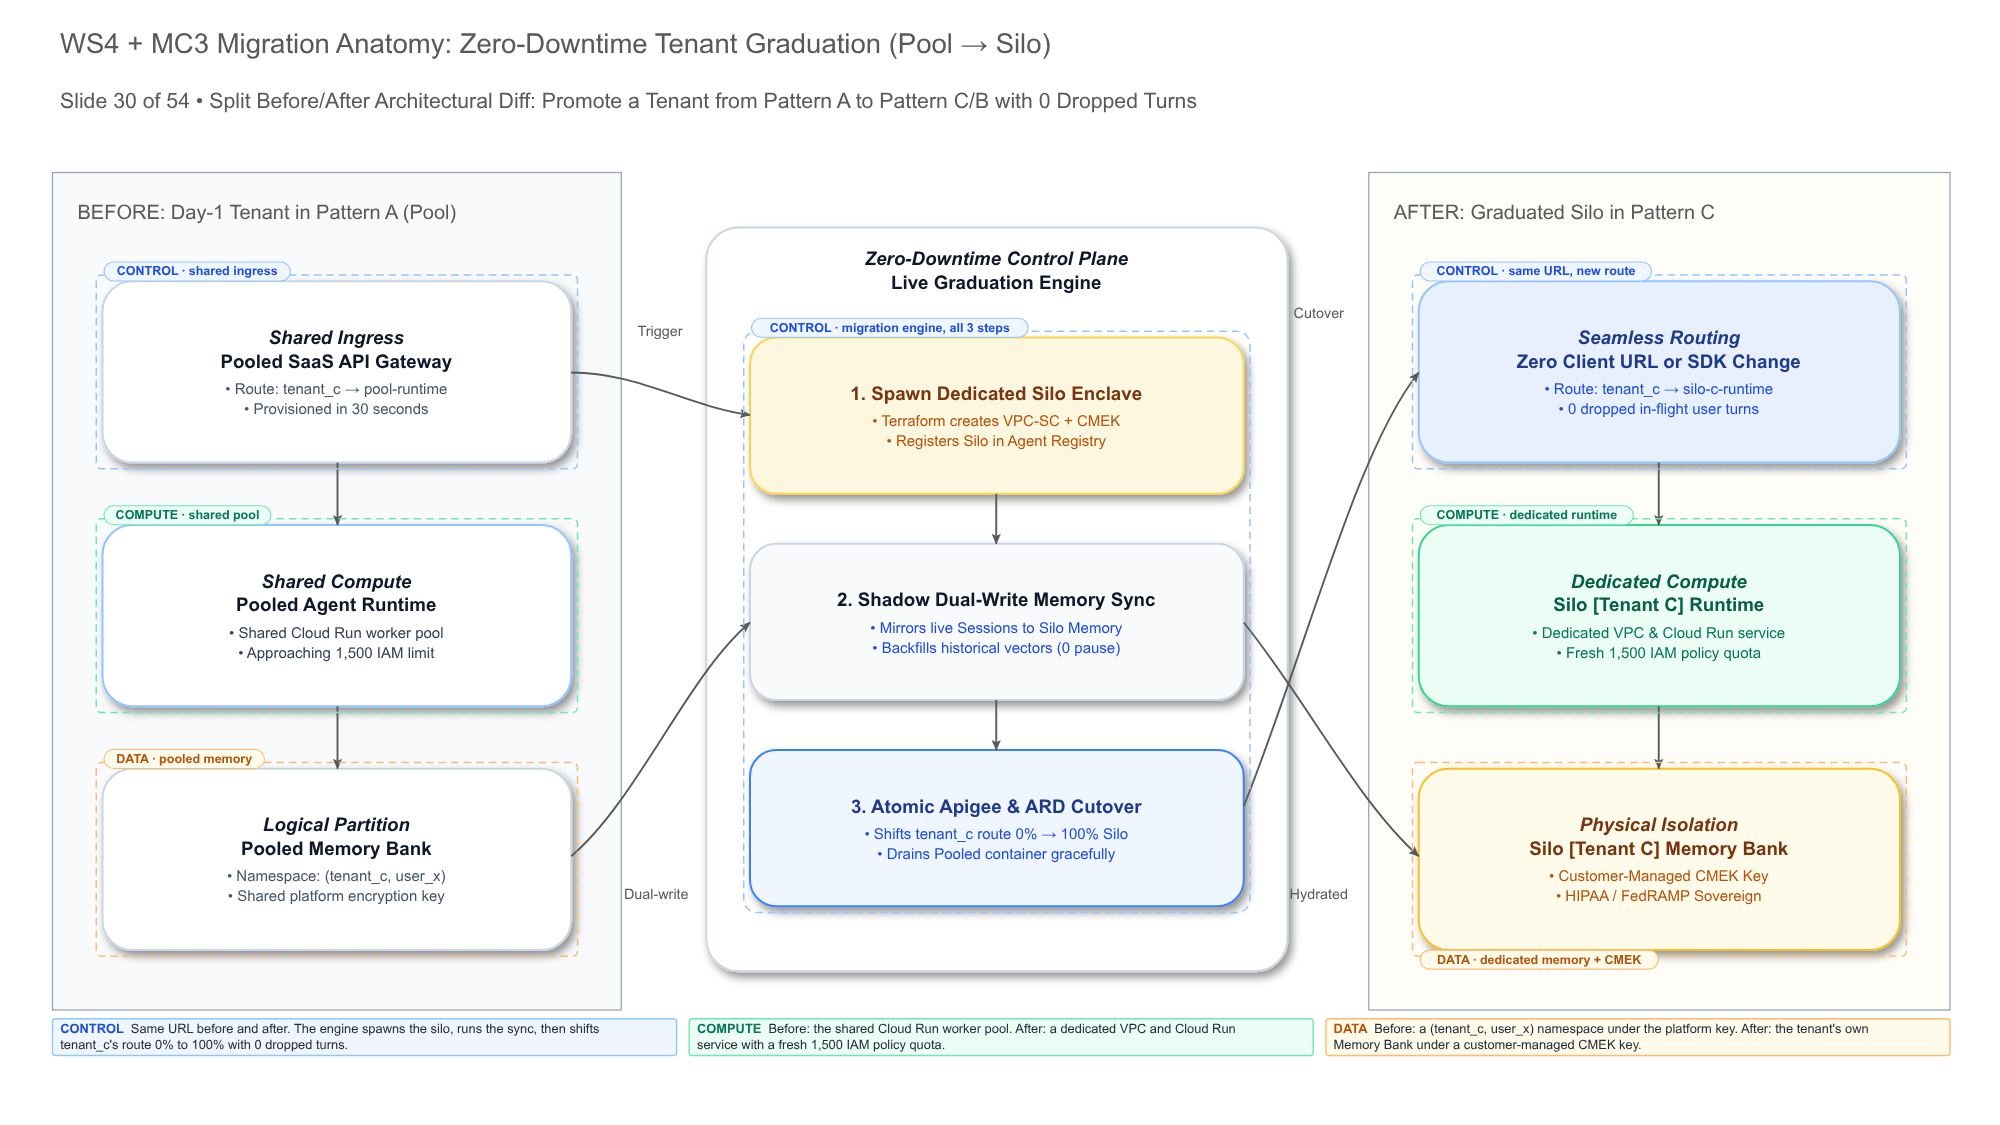 WS4 + MC3 Migration Anatomy: Zero-Downtime Tenant Graduation (Pool → Silo)
Slide 30 of 54 • Split Before/After Architectural Diff: Promote a Tenant from Pattern A to Pattern C/B with 0 Dropped Turns
BEFORE: Day-1 Tenant in Pattern A (Pool)
CONTROL · shared ingress
Shared Ingress
Pooled SaaS API Gateway
• Route: tenant_c → pool-runtime
• Provisioned in 30 seconds
COMPUTE · shared pool
Shared Compute
Pooled Agent Runtime
• Shared Cloud Run worker pool
• Approaching 1,500 IAM limit
DATA · pooled memory
Logical Partition
Pooled Memory Bank
• Namespace: (tenant_c, user_x)
• Shared platform encryption key
Trigger
Dual-write
Zero-Downtime Control Plane
Live Graduation Engine
CONTROL · migration engine, all 3 steps
1. Spawn Dedicated Silo Enclave
• Terraform creates VPC-SC + CMEK
• Registers Silo in Agent Registry
2. Shadow Dual-Write Memory Sync
• Mirrors live Sessions to Silo Memory
• Backfills historical vectors (0 pause)
3. Atomic Apigee & ARD Cutover
• Shifts tenant_c route 0% → 100% Silo
• Drains Pooled container gracefully
Cutover
Hydrated
AFTER: Graduated Silo in Pattern C
CONTROL · same URL, new route
Seamless Routing
Zero Client URL or SDK Change
• Route: tenant_c → silo-c-runtime
• 0 dropped in-flight user turns
COMPUTE · dedicated runtime
Dedicated Compute
Silo [Tenant C] Runtime
• Dedicated VPC & Cloud Run service
• Fresh 1,500 IAM policy quota
Physical Isolation
Silo [Tenant C] Memory Bank
• Customer-Managed CMEK Key
• HIPAA / FedRAMP Sovereign
DATA · dedicated memory + CMEK
CONTROL Same URL before and after. The engine spawns the silo, runs the sync, then shifts
tenant_c's route 0% to 100% with 0 dropped turns.
COMPUTE Before: the shared Cloud Run worker pool. After: a dedicated VPC and Cloud Run
service with a fresh 1,500 IAM policy quota.
DATA Before: a (tenant_c, user_x) namespace under the platform key. After: the tenant's own
Memory Bank under a customer-managed CMEK key.